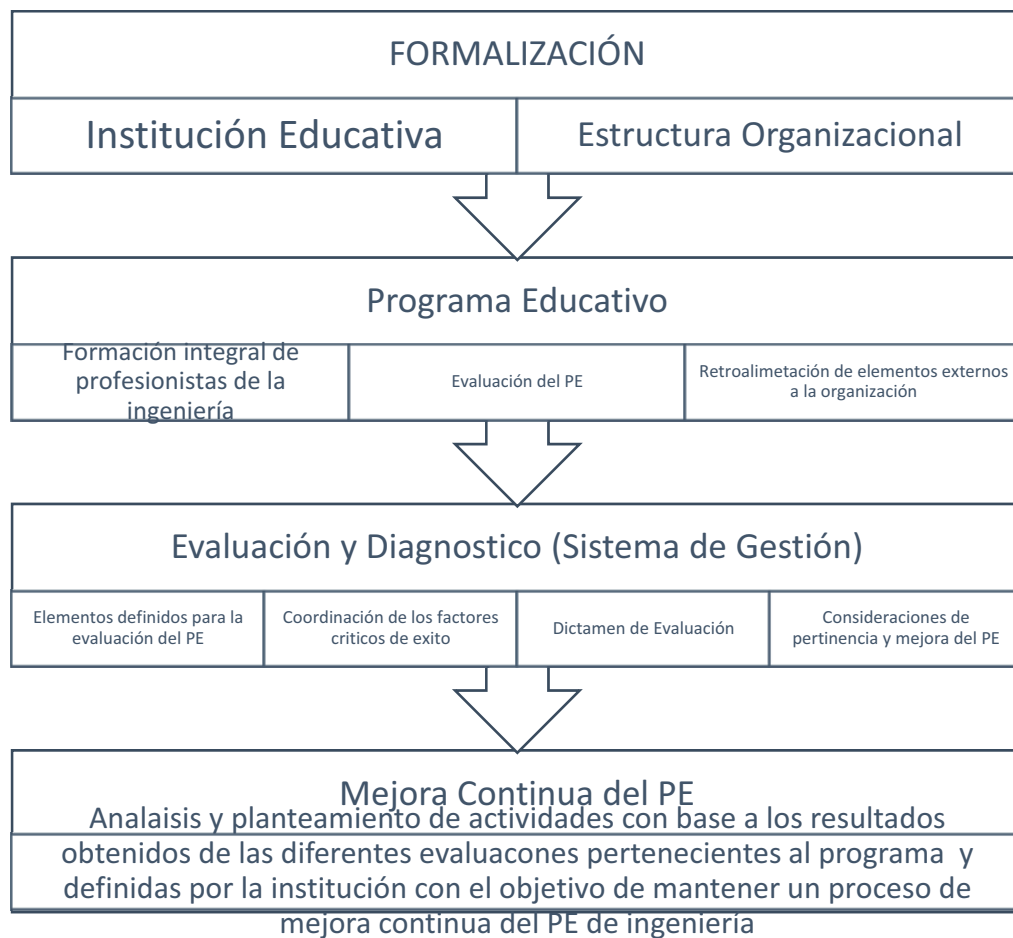 FORMALIZACIÓN
Institución Educativa
Estructura Organizacional
Programa Educativo
Formación integral de
profesionistas de la
ingeniería
Evaluación del PE
Retroalimetación de elementos externos
a la organización
Evaluación y Diagnostico (Sistema de Gestión)
Elementos definidos para la
evaluación del PE
Coordinación de los factores
criticos de exito
Dictamen de Evaluación
Consideraciones de
pertinencia y mejora del PE
Mejora Continua del PE
Analaisis y planteamiento de actividades con base a los resultados
obtenidos de las diferentes evaluacones pertenecientes al programa y
definidas por la institución con el objetivo de mantener un proceso de
mejora continua del PE de ingeniería